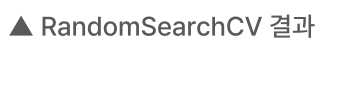 ▲ RandomSearchCV 결과